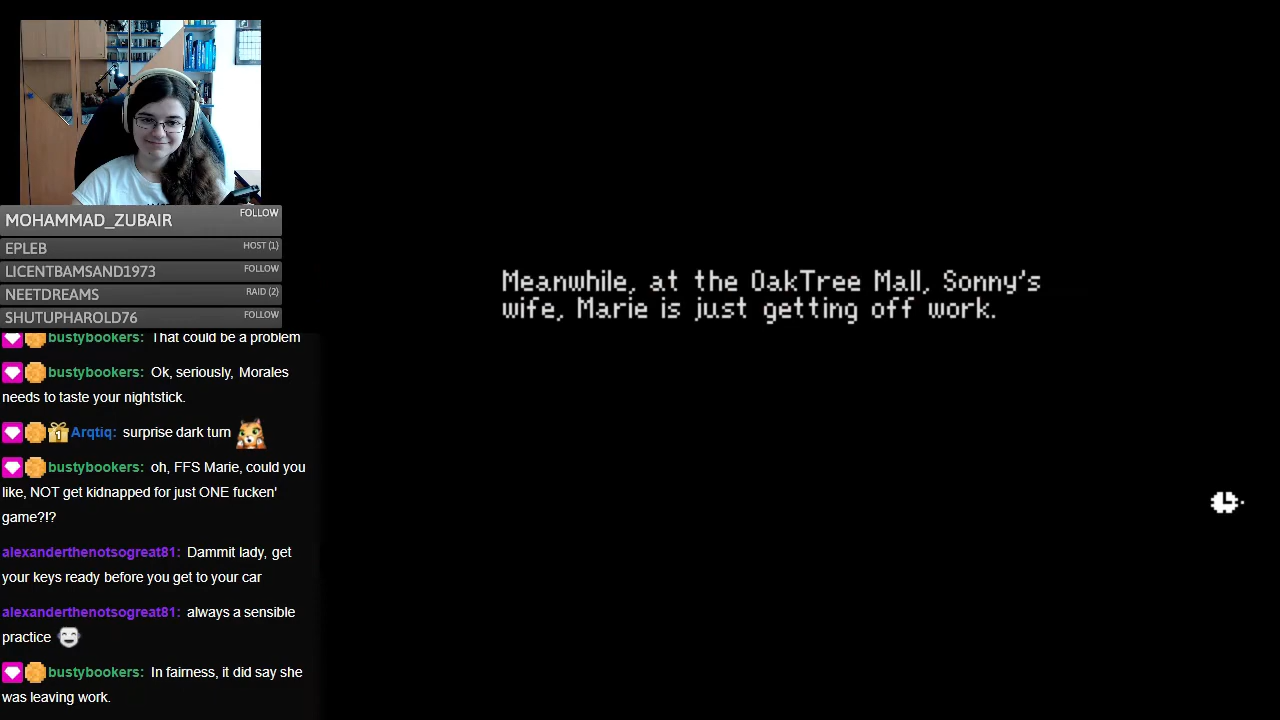 MOHAMMAD_ZUBAIR FOLLOW
EPLEB HOST (1)
LICENTBAMSAND1973 FOLLOW
NEETDREAMS RAID (2)
SHUTUPHAROLD76 FOLLOW
bustybookers: That could be a problem
bustybookers: Ok, seriously, Morales
needs to taste your nightstick.
1 Arqtiq: surprise dark turn
bustybookers: oh, FFS Marie, could you
like, NOT get kidnapped for just ONE fucken'
game?!?
alexanderthenotsogreat81: Dammit lady, get
your keys ready before you get to your car
alexanderthenotsogreat81: always a sensible
practice
bustybookers: In fairness, it did say she
was leaving work.
Meanwhile, at the OakTree Mall, Sonny's
wife, Marie is just getting off work.